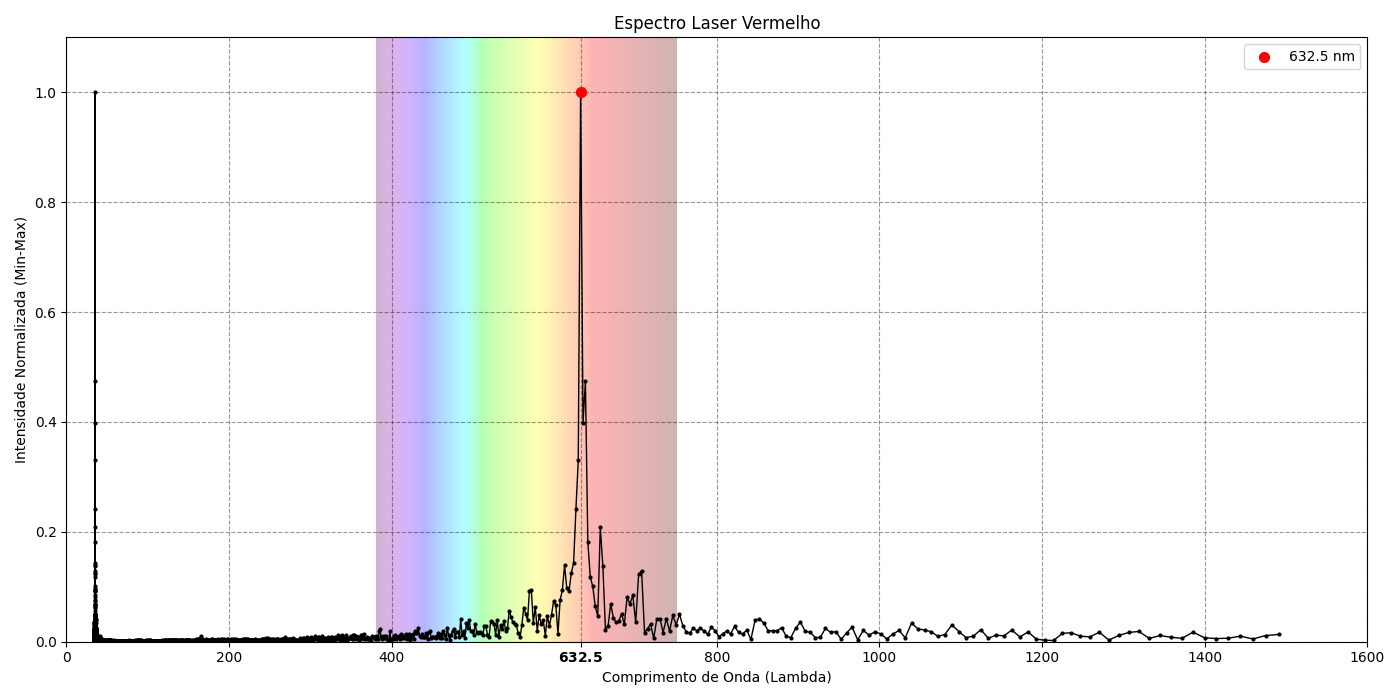 Espectro Laser Vermelho
632.5 nm
Intensidade Normalizada (Min-Max)
1.0
0.8
0.6
0.4
0.2
0.0
0 200 400 632.5 800 1000 1200 1400 1600
Comprimento de Onda (Lambda)